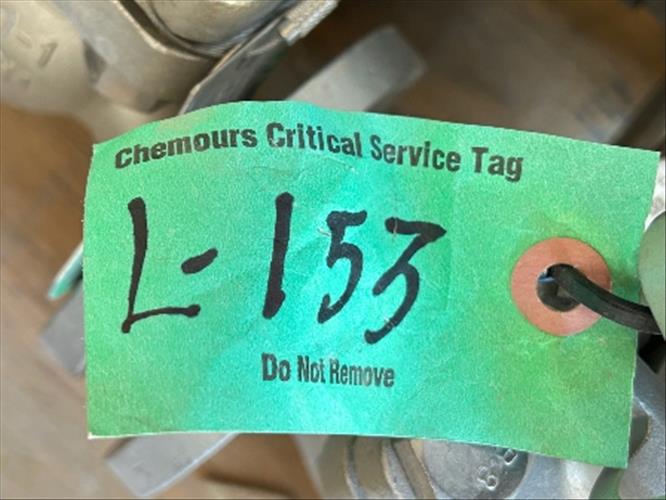 Chemours Critical Service Tag
L-153
Do Not Remove